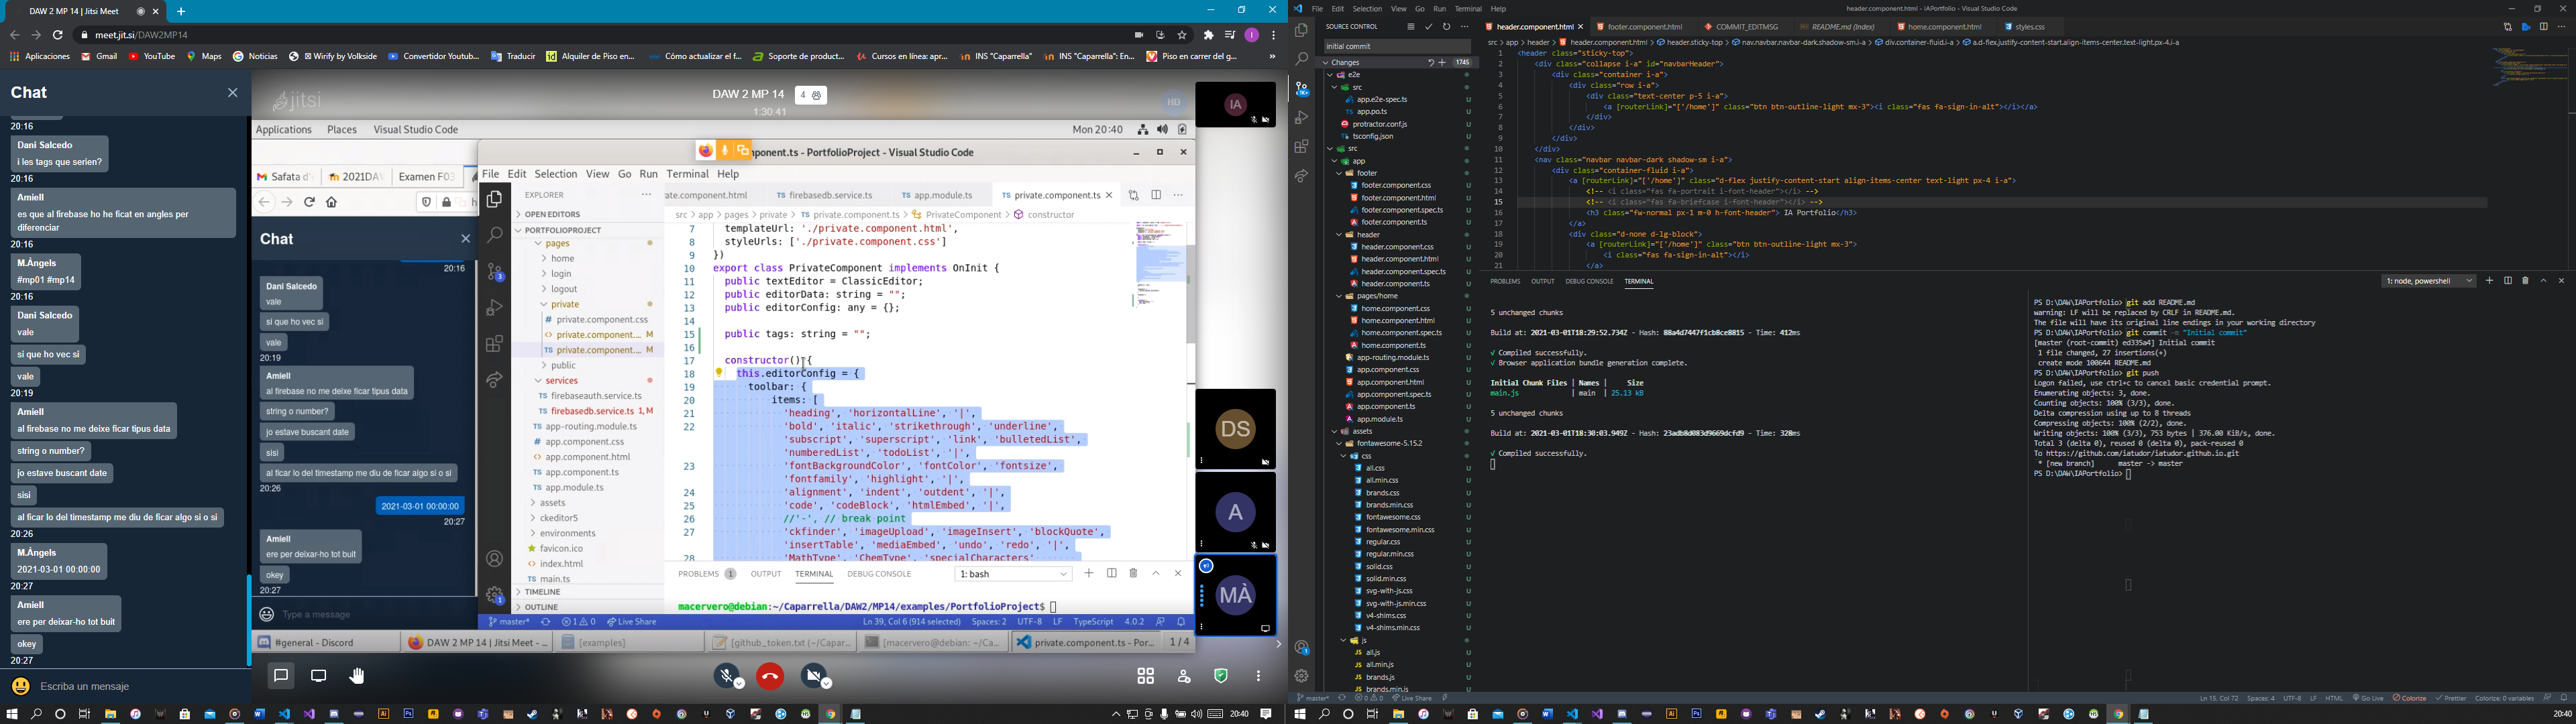 DAW 2 MP 14 | Jitsi Meet
meet.jit.si/DAW2MP14
Aplicaciones
Gmail
YouTube
Maps
Noticias
Wirify by Volkside
Convertidor Youtub...
Traducir
Alquiler de Piso en...
Cómo actualizar el f...
Soporte de product...
Cursos en línea: apr...
INS "Caparrella"
INS "Caparrella": En...
Piso en carrer del g...
Chat
20:16
Dani Salcedo
i les tags que serien?
20:16
Amiell
es que al firebase ho he ficat en angles per
diferenciar
20:16
M.Àngels
#mp01 #mp14
20:16
Dani Salcedo
vale
si que ho vec si
vale
20:19
Amiell
al firebase no me deixe ficar tipus data
string o number?
jo estave buscant date
sisi
al ficar lo del timestamp me diu de ficar algo si o si
20:26
M.Àngels
2021-03-01 00:00:00
20:27
Amiell
ere per deixar-ho tot buit
okey
20:27
Escriba un mensaje
jitsi
DAW 2 MP 14
4
1:30:41
HD
Applications
Places
Visual Studio Code
Mon 20:40
Safata d'
2021DAW
Examen F03
Chat
20:16
Dani Salcedo
vale
si que ho vec si
vale
20:19
Amiell
al firebase no me deixe ficar tipus data
string o number?
jo estave buscant date
sisi
al ficar lo del timestamp me diu de ficar algo si o si
20:26
2021-03-01 00:00:00
20:27
Amiell
ere per deixar-ho tot buit
okey
20:27
Type a message
ponent.ts - PortfolioProject - Visual Studio Code
File Edit Selection View Go Run Terminal Help
EXPLORER
OPEN EDITORS
PORTFOLIOPROJECT
pages
home
login
logout
private
private.component.css
private.component.... M
private.component.... M
public
services
firebaseauth.service.ts
firebasedb.service.ts 1, M
app-routing.module.ts
app.component.css
app.component.html
app.component.ts
app.module.ts
assets
ckeditor5
environments
favicon.ico
index.html
main.ts
TIMELINE
OUTLINE
ate.component.html
firebasedb.service.ts
app.module.ts
private.component.ts
src > app > pages > private > private.component.ts > PrivateComponent > constructor
7 templateUrl: './private.component.html',
8 styleUrls: ['./private.component.css']
9 })
10 export class PrivateComponent implements OnInit {
11 public textEditor = ClassicEditor;
12 public editorData: string = "";
13 public editorConfig: any = {};
14
15 public tags: string = "";
16
17 constructor() {
18 this.editorConfig = {
19 toolbar: {
20 items: [
21 'heading', 'horizontalLine', '|',
22 'bold', 'italic', 'strikethrough', 'underline',
'subscript', 'superscript', 'link', 'bulletedList',
'numberedList', 'todoList', '|',
23 'fontBackgroundColor', 'fontColor', 'fontsize',
'fontfamily', 'highlight', '|',
24 'alignment', 'indent', 'outdent', '|',
25 'code', 'codeBlock', 'htmlEmbed', '|',
26 //'-', // break point
27 'ckfinder', 'imageUpload', 'imageInsert', 'blockQuote',
'insertTable', 'mediaEmbed', 'undo', 'redo', '|',
28 'MathType', 'ChemType', 'specialCharacters'
PROBLEMS 1 OUTPUT TERMINAL DEBUG CONSOLE
1: bash
macervero@debian:~/Caparrella/DAW2/MP14/examples/PortfolioProject$
master*
1 0
Live Share
Ln 39, Col 6 (914 selected)
Spaces: 2
UTF-8
LF
TypeScript
4.0.2
#general - Discord
DAW 2 MP 14 | Jitsi Meet - ...
[examples]
[github_token.txt (~/Capar...
[macervero@debian: ~/Ca...
private.component.ts - Por...
1 / 4
IA
DS
A
MÀ
20:40
File Edit Selection View Go Run Terminal Help
header.component.html - IAPortfolio - Visual Studio Code
SOURCE CONTROL
initial commit
Changes 1745
e2e
src
app.e2e-spec.ts U
app.po.ts U
protractor.conf.js U
tsconfig.json U
src
app
footer
footer.component.css U
footer.component.html U
footer.component.spec.ts U
footer.component.ts U
header
header.component.css U
header.component.html U
header.component.spec.ts U
header.component.ts U
pages/home
home.component.css U
home.component.html U
home.component.spec.ts U
home.component.ts U
app-routing.module.ts U
app.component.css U
app.component.html U
app.component.spec.ts U
app.component.ts U
app.module.ts U
assets
fontawesome-5.15.2
css
all.css U
all.min.css U
brands.css U
brands.min.css U
fontawesome.css U
fontawesome.min.css U
regular.css U
regular.min.css U
solid.css U
solid.min.css U
svg-with-js.css U
svg-with-js.min.css U
v4-shims.css U
v4-shims.min.css U
js
all.js U
all.min.js U
brands.js U
brands.min.js U
header.component.html
footer.component.html
COMMIT_EDITMSG
README.md (Index)
home.component.html
styles.css
src > app > header > header.component.html > header.sticky-top > nav.navbar.navbar-dark.shadow-sm.i-a > div.container-fluid.i-a > a.d-flex.justify-content-start.align-items-center.text-light.px-4.i-a
1 <header class="sticky-top">
2 <div class="collapse i-a" id="navbarHeader">
3 <div class="container i-a">
4 <div class="row i-a">
5 <div class="text-center p-5 i-a">
6 <a [routerLink]="['/home']" class="btn btn-outline-light mx-3"><i class="fas fa-sign-in-alt"></i></a>
7 </div>
8 </div>
9 </div>
10 </div>
11 <nav class="navbar navbar-dark shadow-sm i-a">
12 <div class="container-fluid i-a">
13 <a [routerLink]="['/home']" class="d-flex justify-content-start align-items-center text-light px-4 i-a">
14 <!-- <i class="fas fa-portrait i-font-header"></i> -->
15 <!-- <i class="fas fa-briefcase i-font-header"></i> -->
16 <h3 class="fw-normal px-1 m-0 h-font-header"> IA Portfolio</h3>
17 </a>
18 <div class="d-none d-lg-block">
19 <a [routerLink]="['/home']" class="btn btn-outline-light mx-3">
20 <i class="fas fa-sign-in-alt"></i>
21 </a>
PROBLEMS OUTPUT DEBUG CONSOLE TERMINAL
1: node, powershell
5 unchanged chunks
Build at: 2021-03-01T18:29:52.734Z - Hash: 88a4d7447f1cb8ce8815 - Time: 412ms
√ Compiled successfully.
√ Browser application bundle generation complete.
Initial Chunk Files | Names | Size
main.js | main | 25.13 kB
5 unchanged chunks
Build at: 2021-03-01T18:30:03.949Z - Hash: 23adb8d083d9669dcfd9 - Time: 328ms
√ Compiled successfully.
PS D:\DAW\IAPortfolio> git add README.md
warning: LF will be replaced by CRLF in README.md.
The file will have its original line endings in your working directory
PS D:\DAW\IAPortfolio> git commit -m "Initial commit"
[master (root-commit) ed335a4] Initial commit
1 file changed, 27 insertions(+)
create mode 100644 README.md
PS D:\DAW\IAPortfolio> git push
Logon failed, use ctrl+c to cancel basic credential prompt.
Enumerating objects: 3, done.
Counting objects: 100% (3/3), done.
Delta compression using up to 8 threads
Compressing objects: 100% (2/2), done.
Writing objects: 100% (3/3), 753 bytes | 376.00 KiB/s, done.
Total 3 (delta 0), reused 0 (delta 0), pack-reused 0
To https://github.com/iatudor/iatudor.github.io.git
* [new branch] master -> master
PS D:\DAW\IAPortfolio>
master*
0 0
Live Share
Ln 15, Col 72
Spaces: 4
UTF-8
LF
HTML
Go Live
Colorize
Prettier
Colorize: 0 variables
20:40